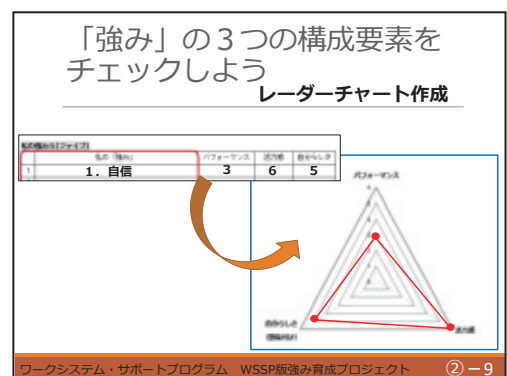 「強み」の３つの構成要素を
チェックしよう
レーダーチャート作成
私の強み5[ファイブ]
私の「強み」 パフォーマンス 活力感 自分らしさ
1 1．自信 3 6 5
パフォーマンス
自分らしさ
活力感
ワークシステム・サポートプログラム WSSP版強み育成プロジェクト ②－9